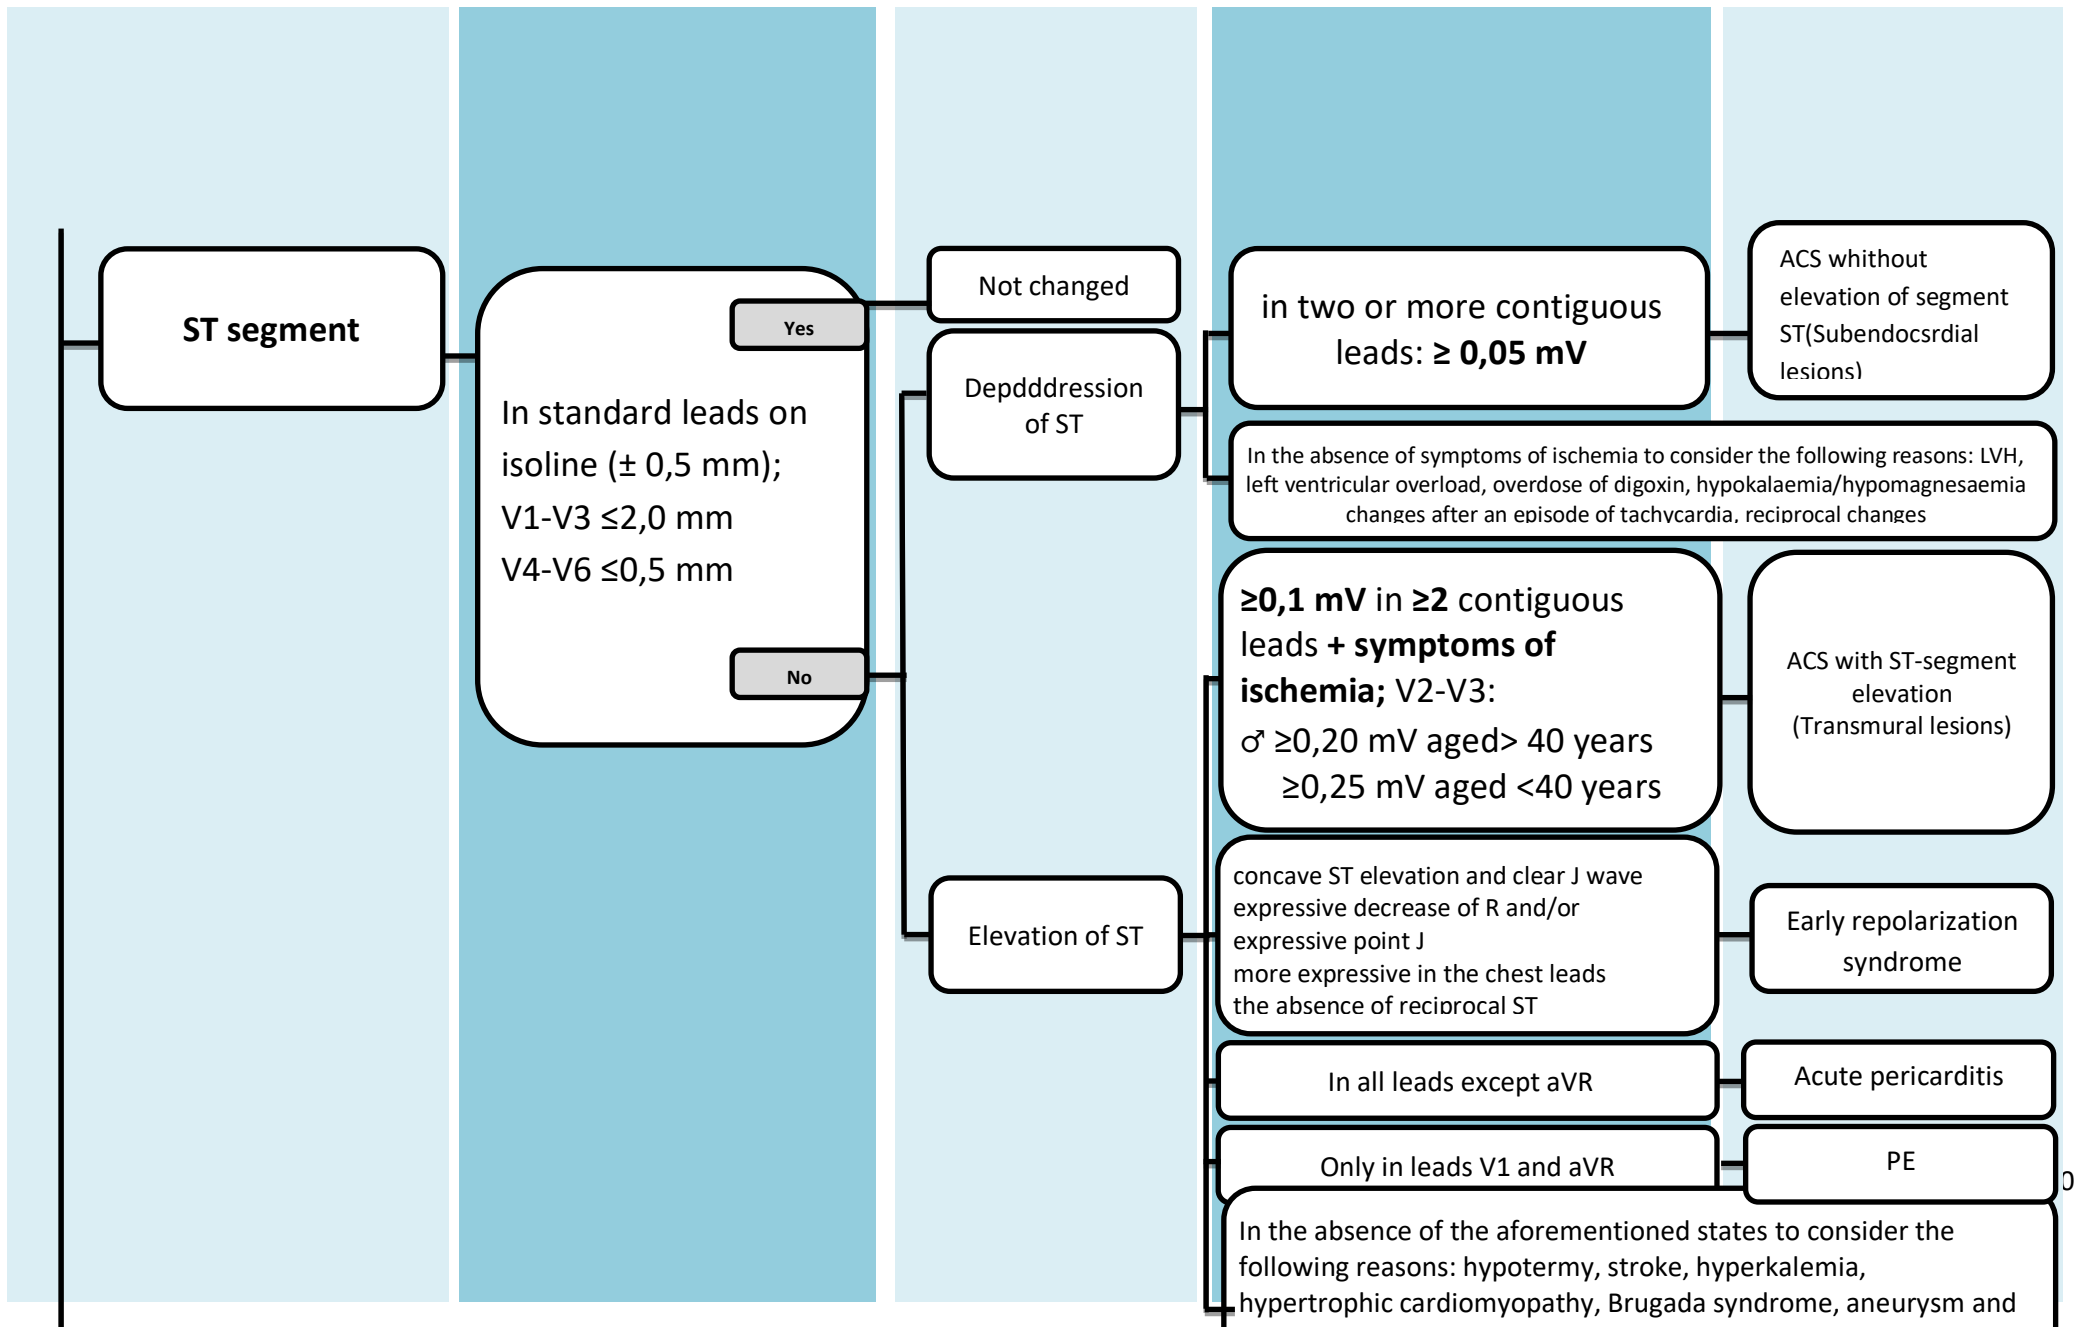 ST segment
Yes
In standard leads on
isoline (± 0,5 mm);
V1-V3 ≤2,0 mm
V4-V6 ≤0,5 mm
No
Not changed
Depdddression
of ST
in two or more contiguous
leads: ≥ 0,05 mV
ACS whithout
elevation of segment
ST(Subendocsrdial
lesions)
In the absence of symptoms of ischemia to consider the following reasons: LVH,
left ventricular overload, overdose of digoxin, hypokalaemia/hypomagnesaemia
changes after an episode of tachycardia, reciprocal changes
Elevation of ST
≥0,1 mV in ≥2 contiguous
leads + symptoms of
ischemia; V2-V3:
♂ ≥0,20 mV aged> 40 years
≥0,25 mV aged <40 years
ACS with ST-segment
elevation
(Transmural lesions)
concave ST elevation and clear J wave
expressive decrease of R and/or
expressive point J
more expressive in the chest leads
the absence of reciprocal ST
Early repolarization
syndrome
In all leads except aVR
Acute pericarditis
Only in leads V1 and aVR
PE
0
In the absence of the aforementioned states to consider the
following reasons: hypotermy, stroke, hyperkalemia,
hypertrophic cardiomyopathy, Brugada syndrome, aneurysm and